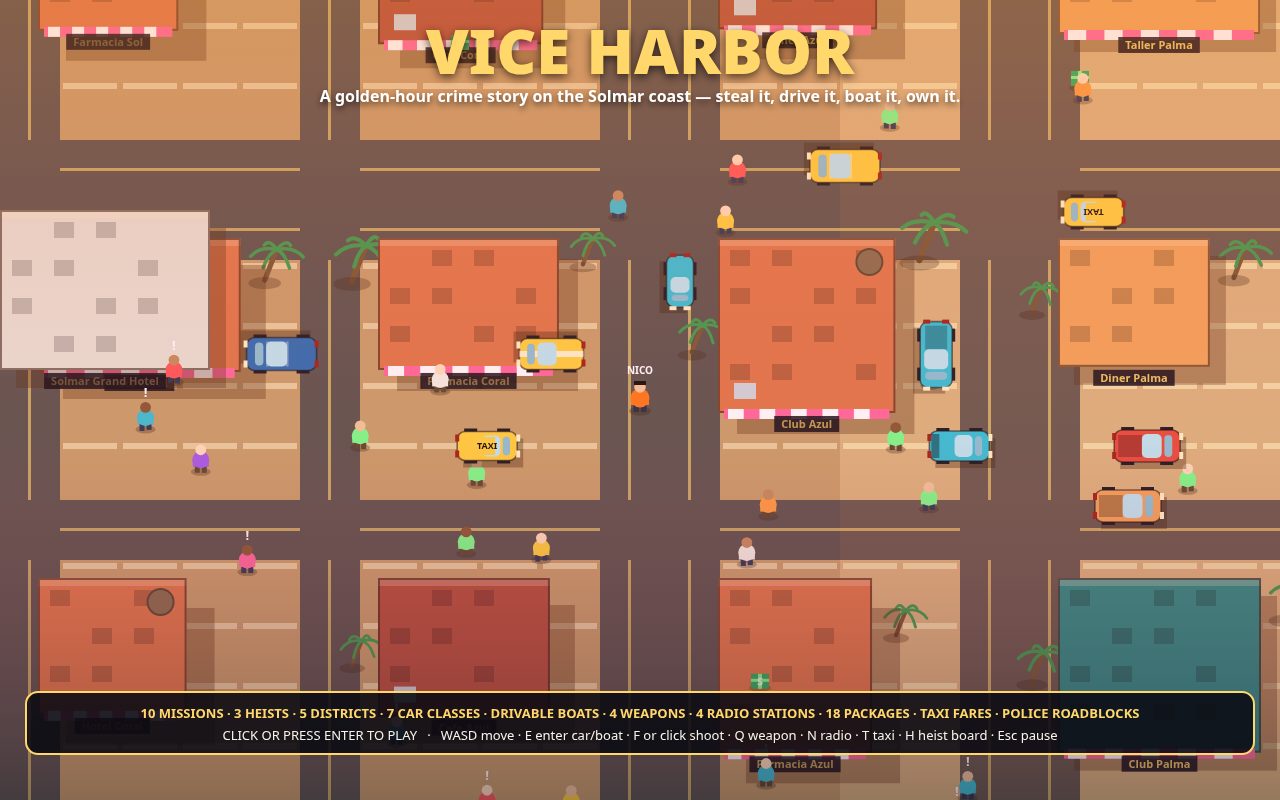 VICE HARBOR
A golden-hour crime story on the Solmar coast — steal it, drive it, boat it, own it.
Farmacia Sol
Taller Palma
TAXI
Solmar Grand Hotel
Farmacia Coral
NICO
Diner Palma
Club Azul
TAXI
!
!
!
10 MISSIONS · 3 HEISTS · 5 DISTRICTS · 7 CAR CLASSES · DRIVABLE BOATS · 4 WEAPONS · 4 RADIO STATIONS · 18 PACKAGES · TAXI FARES · POLICE ROADBLOCKS
CLICK OR PRESS ENTER TO PLAY · WASD move · E enter car/boat · F or click shoot · Q weapon · N radio · T taxi · H heist board · Esc pause
Farmacia Azul
Club Palma
!
!
!